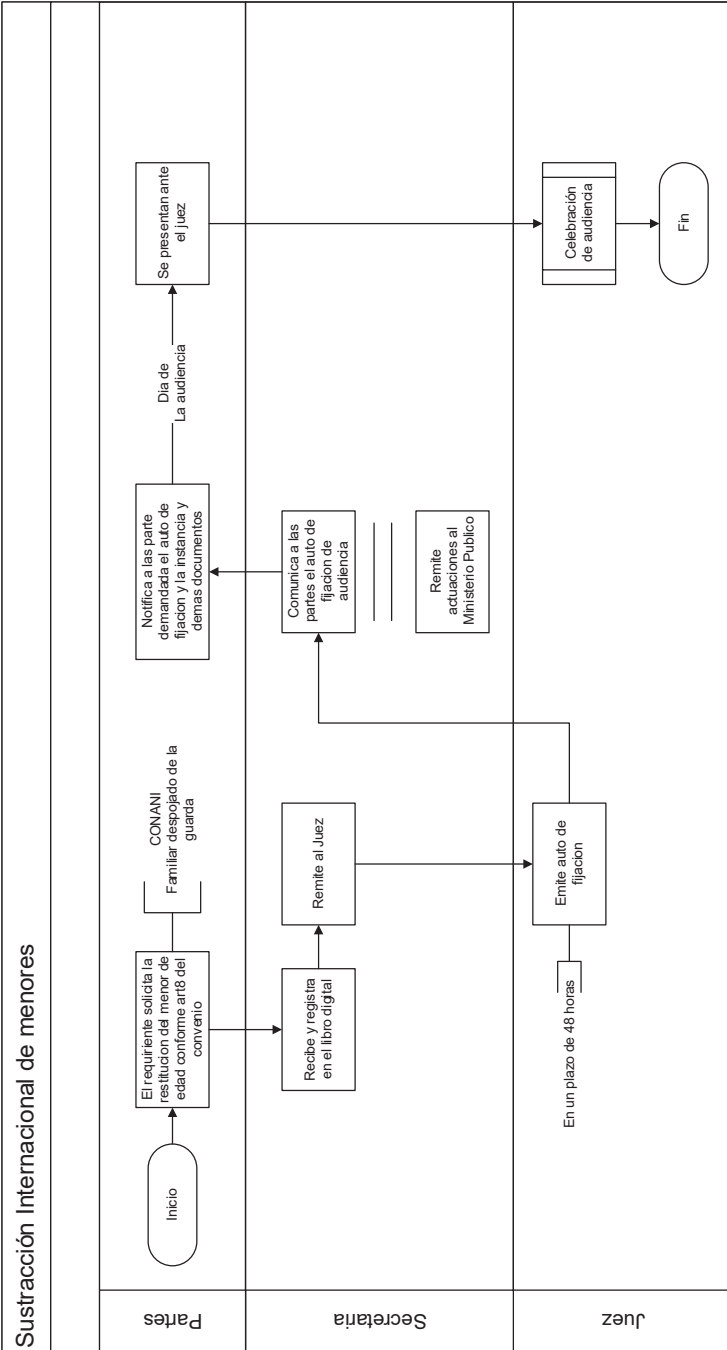 Sustracción Internacional de menores
Partes
Inicio
El requiriente solicita la
restitucion del menor de
edad conforme art8 del
convenio
CONANI
Familiar despojado de la
guarda
Notifica a las parte
demandada el auto de
fijacion y la instancia y
demas documentos
Dia de
La audiencia
Se presentan ante
el juez
Secretaria
Recibe y registra
en el libro digital
Remite al Juez
Comunica a las
partes el auto de
fijacion de
audiencia
Remite
actuaciones al
Ministerio Publico
Juez
En un plazo de 48 horas
Emite auto de
fijacion
Celebración
de audiencia
Fin